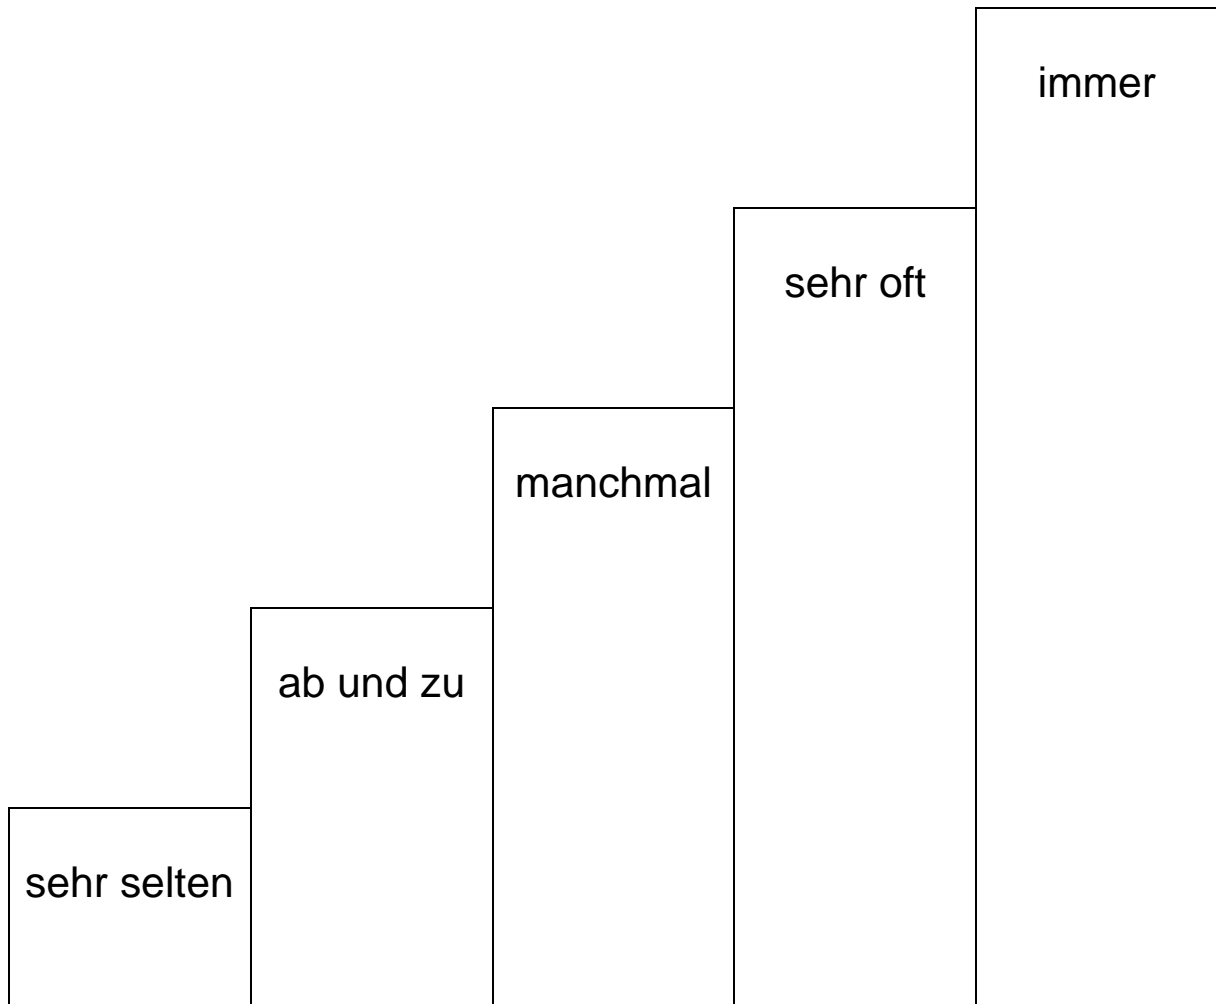 immer
sehr oft
manchmal
ab und zu
sehr selten